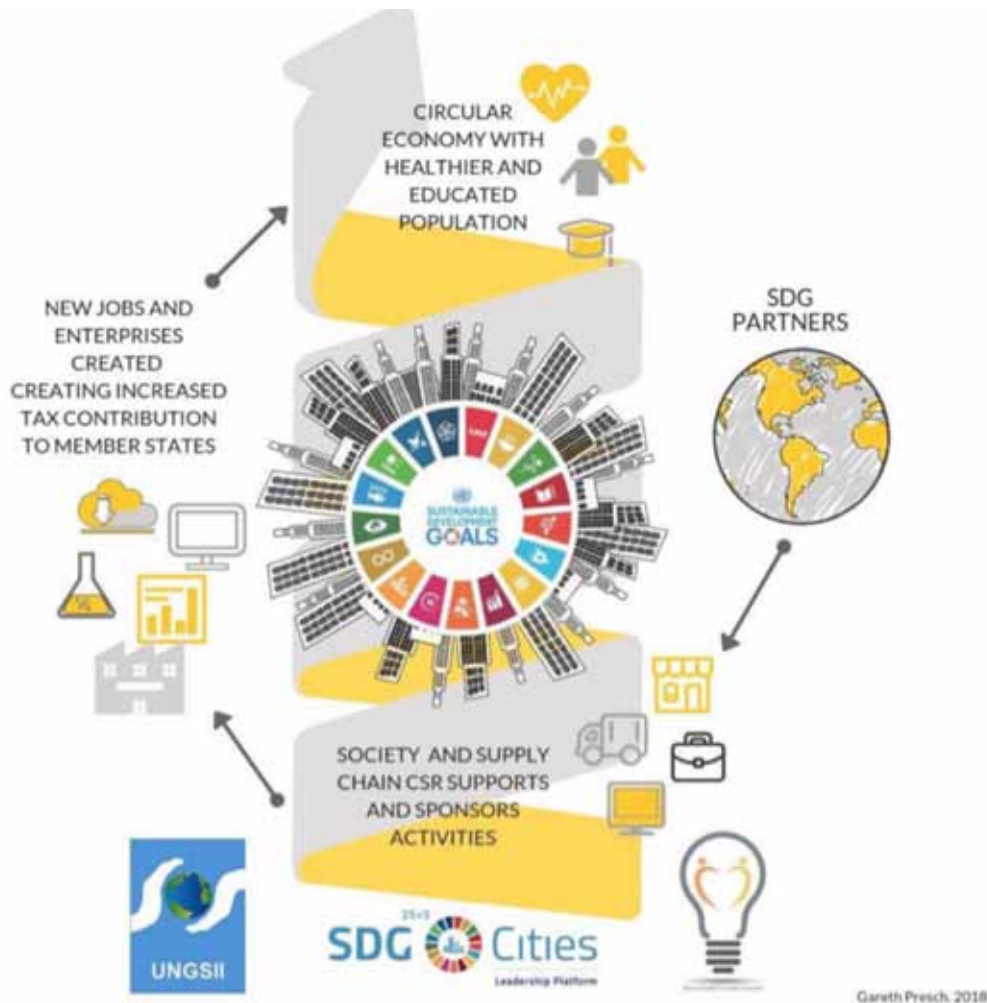 CIRCULAR
ECONOMY WITH
HEALTHIER AND
EDUCATED
POPULATION
NEW JOBS AND
ENTERPRISES
CREATED
CREATING INCREASED
TAX CONTRIBUTION
TO MEMBER STATES
SDG
PARTNERS
SUSTAINABLE
DEVELOPMENT
GOALS
%
SOCIETY AND SUPPLY
CHAIN CSR SUPPORTS
AND SPONSORS
ACTIVITIES
UNGSII
25+5
SDG Cities
Leadership Platform
Gareth Presch. 2018